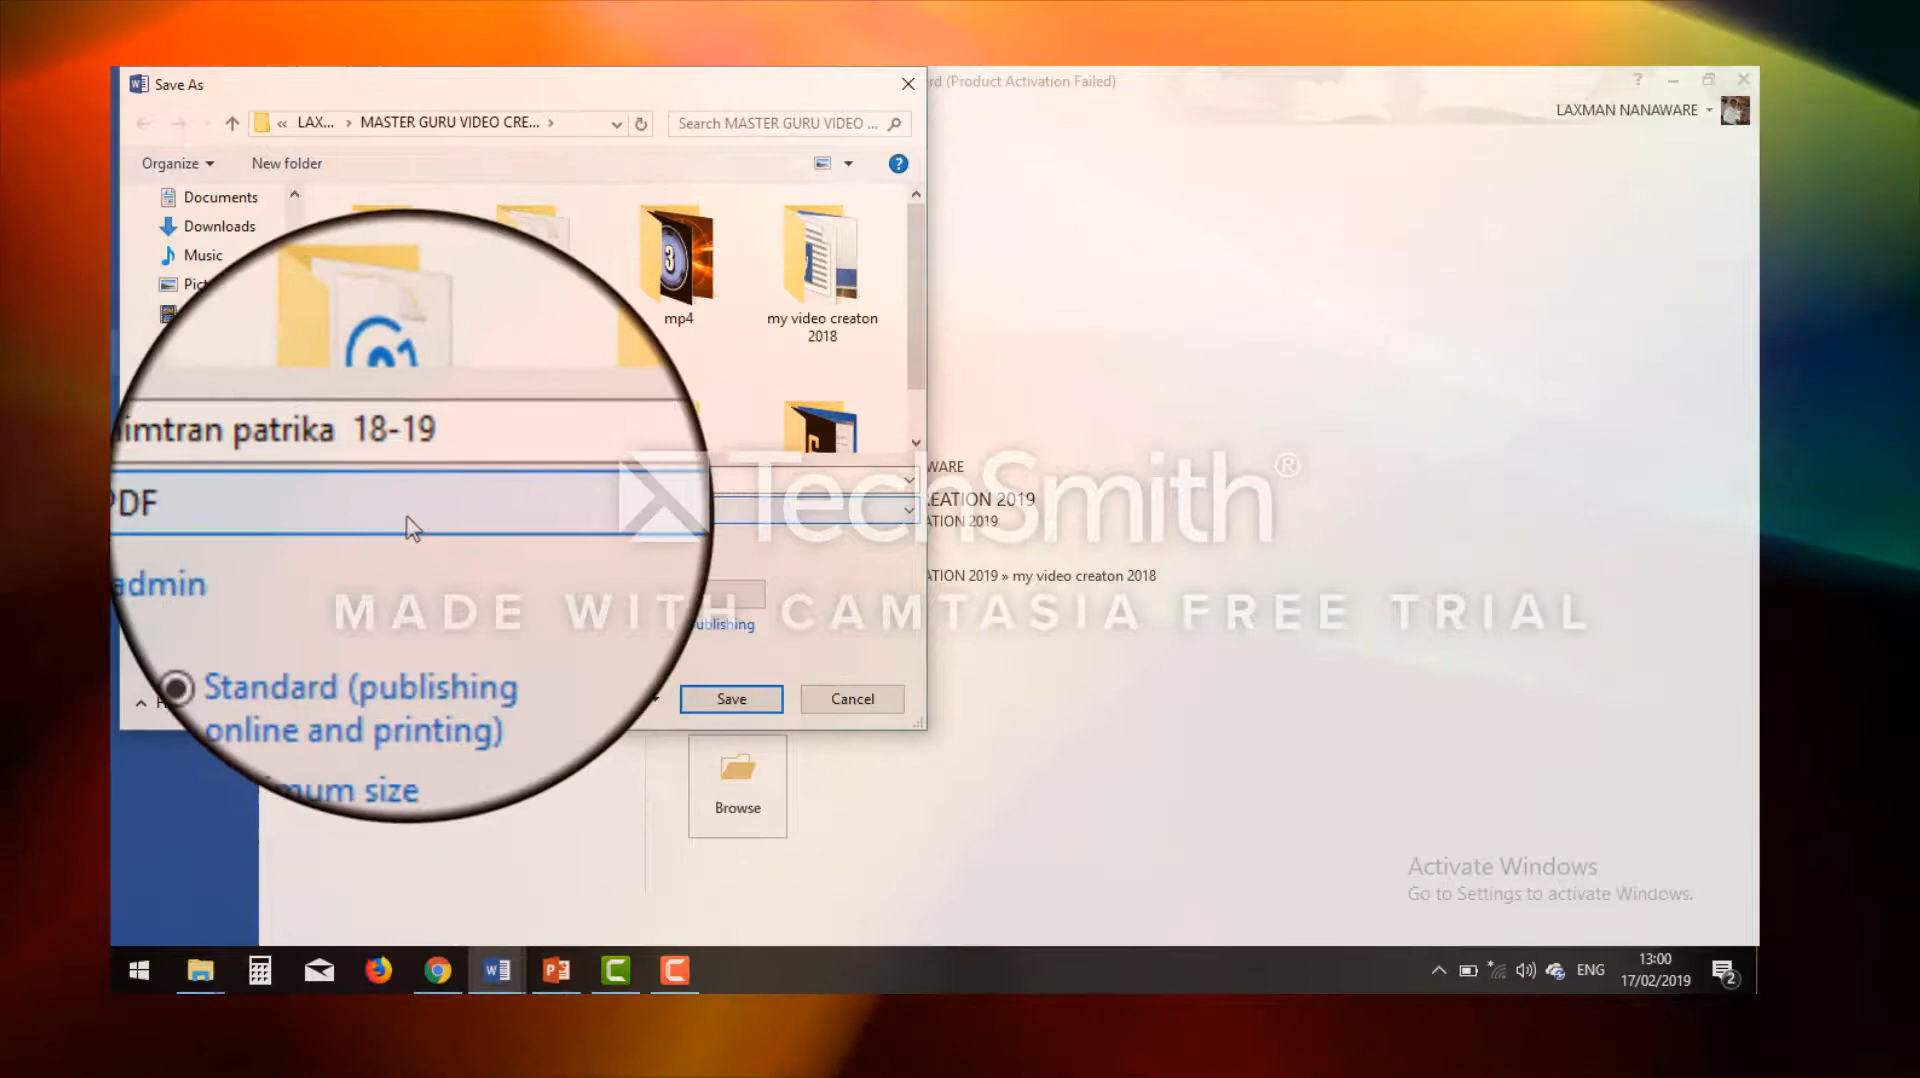 Save As
rd (Product Activation Failed)
LAXMAN NANAWARE
« LAX... > MASTER GURU VIDEO CRE... >
Search MASTER GURU VIDEO ...
Organize
New folder
Documents
Downloads
Music
mp4
my video creaton
2018
patrika 18-19
PDF
admin
Standard (publishing
online and printing)
size
Save
Cancel
WARE
EATION 2019
ATION 2019
ATION 2019 » my video creaton 2018
TechSmith®
MADE WITH CAMTASIA FREE TRIAL
Browse
Activate Windows
Go to Settings to activate Windows.
ENG
13:00
17/02/2019
2